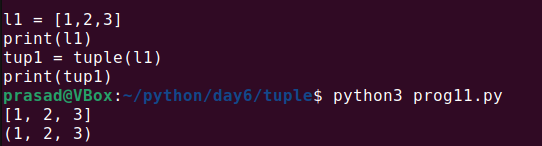 l1 = [1,2,3]
print(l1)
tup1 = tuple(l1)
print(tup1)
prasad@VBox:~/python/day6/tuple$ python3 prog11.py
[1, 2, 3]
(1, 2, 3)